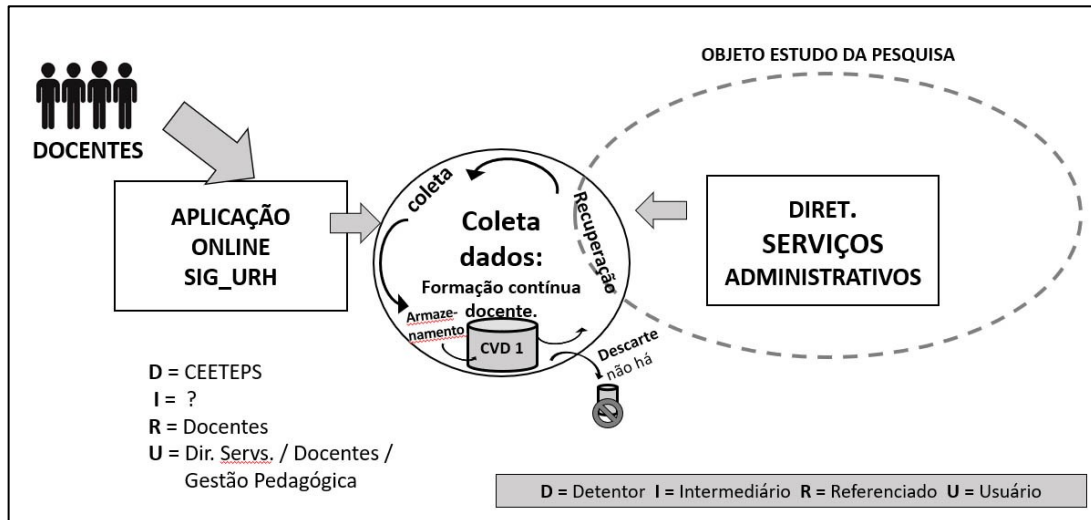 OBJETO ESTUDO DA PESQUISA
DOCENTES
APLICAÇÃO
ONLINE
SIG_URH
coleta
Coleta
dados:
Formação contínua
docente.
Recuperação
Armaze-
namento
CVD 1
Descarte
não há
DIRET.
SERVIÇOS
ADMINISTRATIVOS
D = CEETEPS
I = ?
R = Docentes
U = Dir. Servs. / Docentes /
Gestão Pedagógica
D = Detentor I = Intermediário R = Referenciado U = Usuário